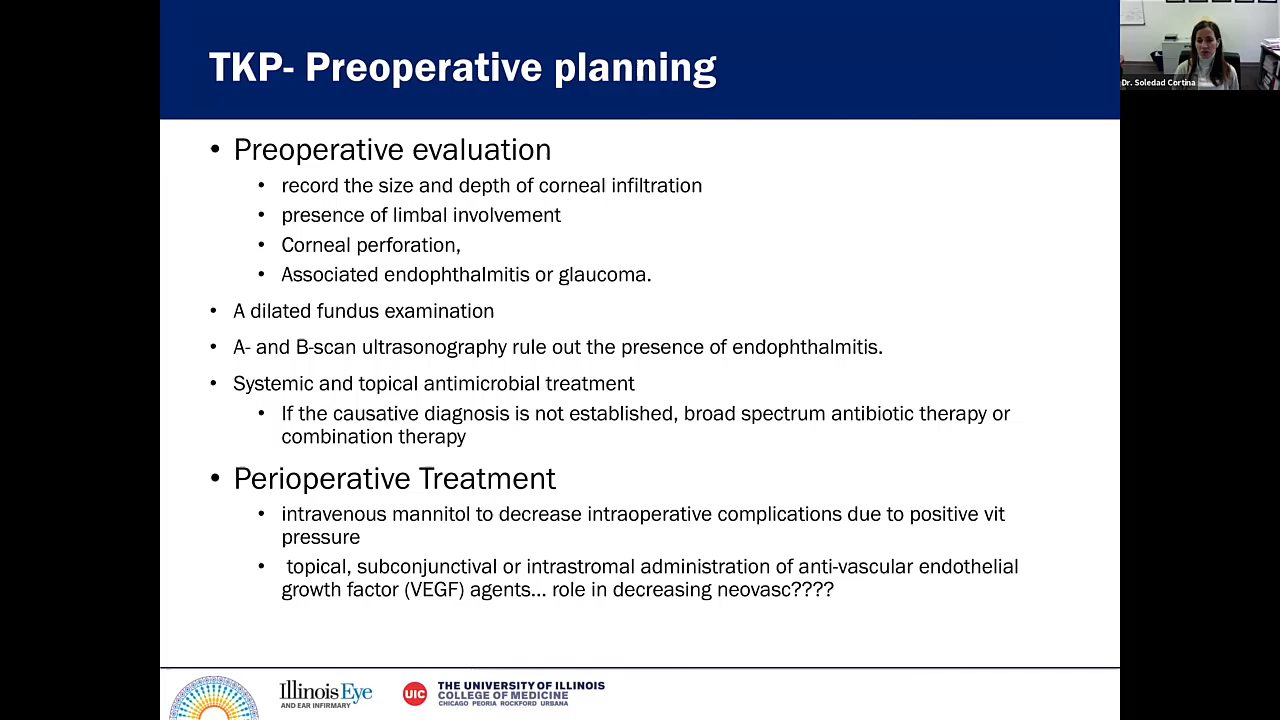 TKP- Preoperative planning
Dr. Soledad Cortina
• Preoperative evaluation
• record the size and depth of corneal infiltration
• presence of limbal involvement
• Corneal perforation,
• Associated endophthalmitis or glaucoma.
• A dilated fundus examination
• A- and B-scan ultrasonography rule out the presence of endophthalmitis.
• Systemic and topical antimicrobial treatment
• If the causative diagnosis is not established, broad spectrum antibiotic therapy or
combination therapy
• Perioperative Treatment
• intravenous mannitol to decrease intraoperative complications due to positive vit
pressure
• topical, subconjunctival or intrastromal administration of anti-vascular endothelial
growth factor (VEGF) agents... role in decreasing neovasc????
Illinois Eye
AND EAR INFIRMARY
UIC
THE UNIVERSITY OF ILLINOIS
COLLEGE OF MEDICINE
CHICAGO PEORIA ROCKFORD URBANA